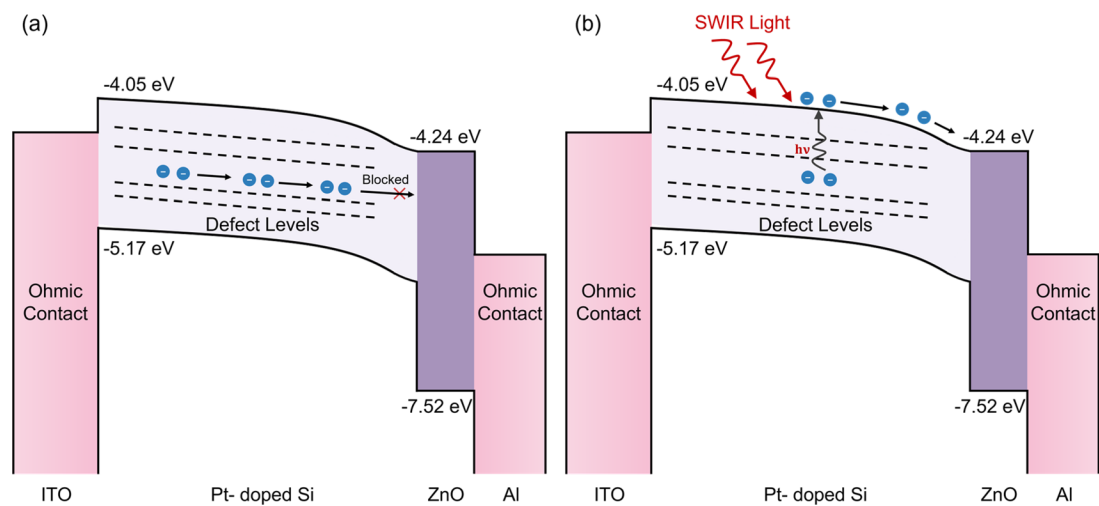 (a)
-4.05 eV
-4.24 eV
Blocked
Defect Levels
-5.17 eV
Ohmic
Contact
Ohmic
Contact
-7.52 eV
ITO
Pt- doped Si
ZnO
Al
(b)
SWIR Light
-4.05 eV
-4.24 eV
hν
Defect Levels
-5.17 eV
Ohmic
Contact
Ohmic
Contact
-7.52 eV
ITO
Pt- doped Si
ZnO
Al